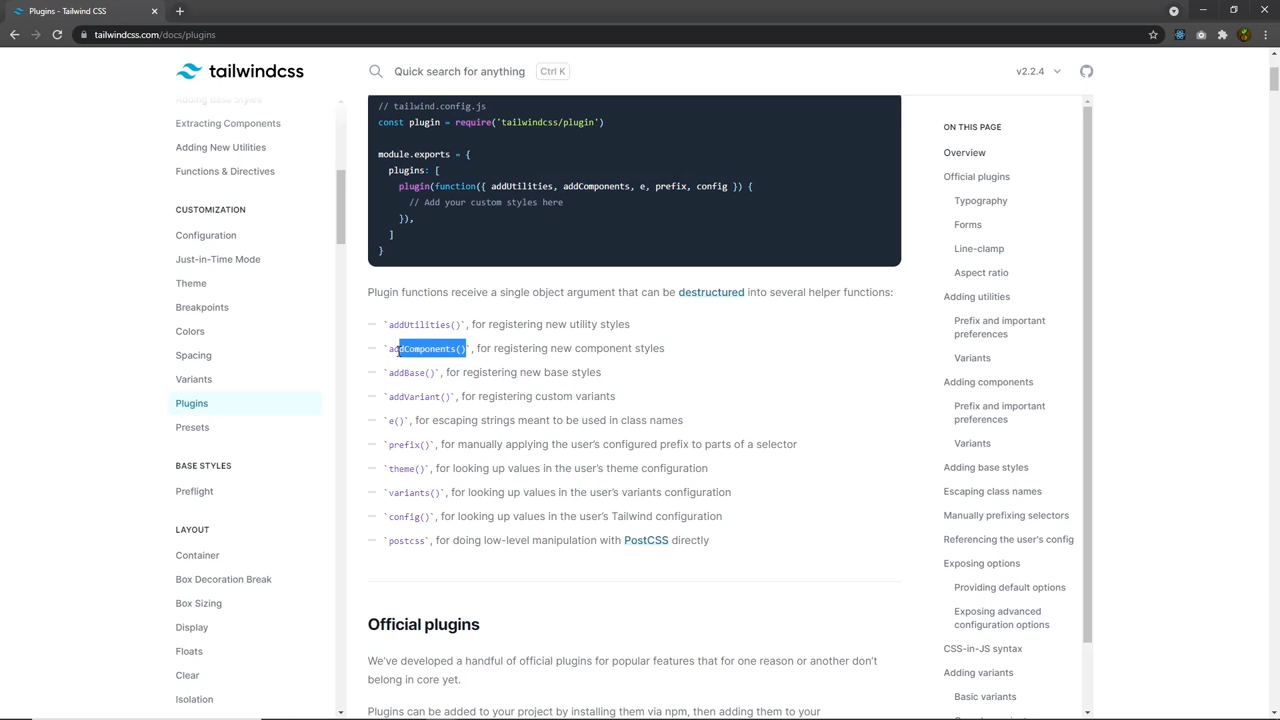 Plugins - Tailwind CSS
tailwindcss.com/docs/plugins
tailwindcss
Quick search for anything
Ctrl K
v2.2.4
Adding Base Styles
Extracting Components
Adding New Utilities
Functions & Directives
CUSTOMIZATION
Configuration
Just-in-Time Mode
Theme
Breakpoints
Colors
Spacing
Variants
Plugins
Presets
BASE STYLES
Preflight
LAYOUT
Container
Box Decoration Break
Box Sizing
Display
Floats
Clear
Isolation
// tailwind.config.js
const plugin = require('tailwindcss/plugin')
module.exports = {
plugins: [
plugin(function({ addUtilities, addComponents, e, prefix, config }) {
// Add your custom styles here
}),
]
}
Plugin functions receive a single object argument that can be destructured into several helper functions:
— `addUtilities()`, for registering new utility styles
— `addComponents()`, for registering new component styles
— `addBase()`, for registering new base styles
— `addVariant()`, for registering custom variants
— `e()`, for escaping strings meant to be used in class names
— `prefix()`, for manually applying the user’s configured prefix to parts of a selector
— `theme()`, for looking up values in the user’s theme configuration
— `variants()`, for looking up values in the user’s variants configuration
— `config()`, for looking up values in the user’s Tailwind configuration
— `postcss`, for doing low-level manipulation with PostCSS directly
Official plugins
We’ve developed a handful of official plugins for popular features that for one reason or another don’t
belong in core yet.
Plugins can be added to your project by installing them via npm, then adding them to your
ON THIS PAGE
Overview
Official plugins
Typography
Forms
Line-clamp
Aspect ratio
Adding utilities
Prefix and important
preferences
Variants
Adding components
Prefix and important
preferences
Variants
Adding base styles
Escaping class names
Manually prefixing selectors
Referencing the user's config
Exposing options
Providing default options
Exposing advanced
configuration options
CSS-in-JS syntax
Adding variants
Basic variants